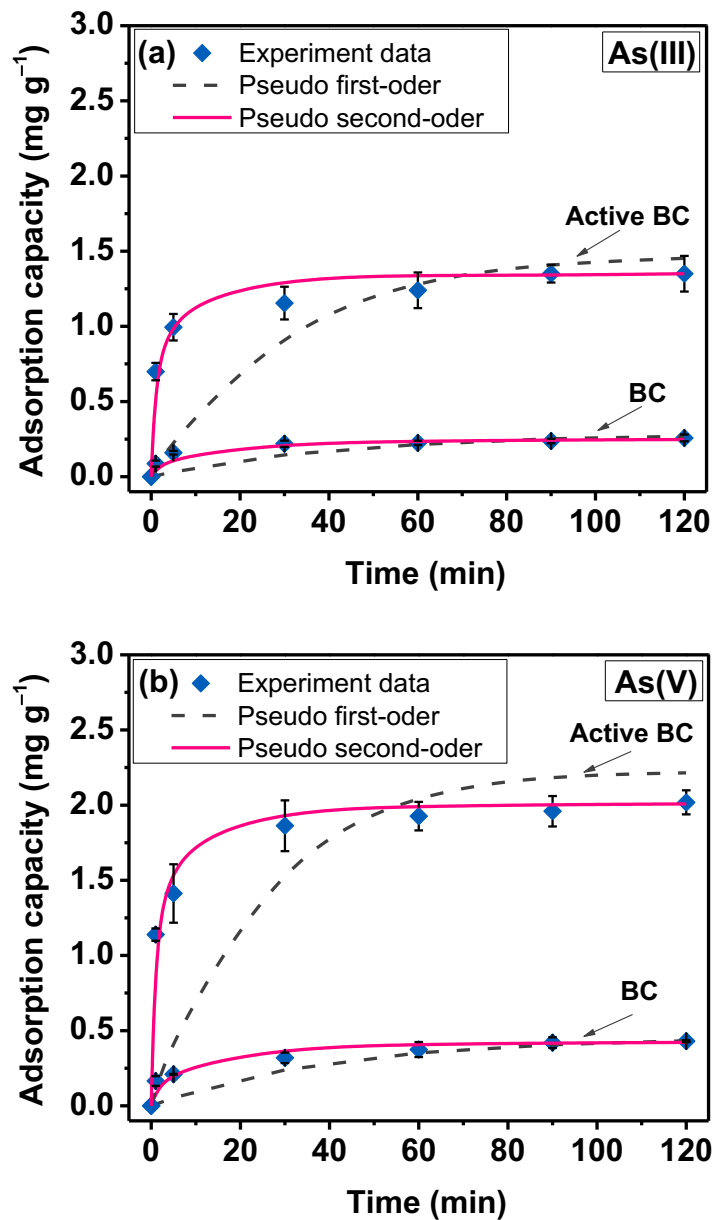 (a)
Experiment data
As(III)
Pseudo first-oder
Pseudo second-oder
Adsorption capacity (mg g⁻¹)
3.0
2.5
2.0
1.5
1.0
0.5
0.0
Active BC
BC
0 20 40 60 80 100 120
Time (min)
(b)
Experiment data
As(V)
Pseudo first-oder
Pseudo second-oder
Adsorption capacity (mg g⁻¹)
3.0
2.5
2.0
1.5
1.0
0.5
0.0
Active BC
BC
0 20 40 60 80 100 120
Time (min)